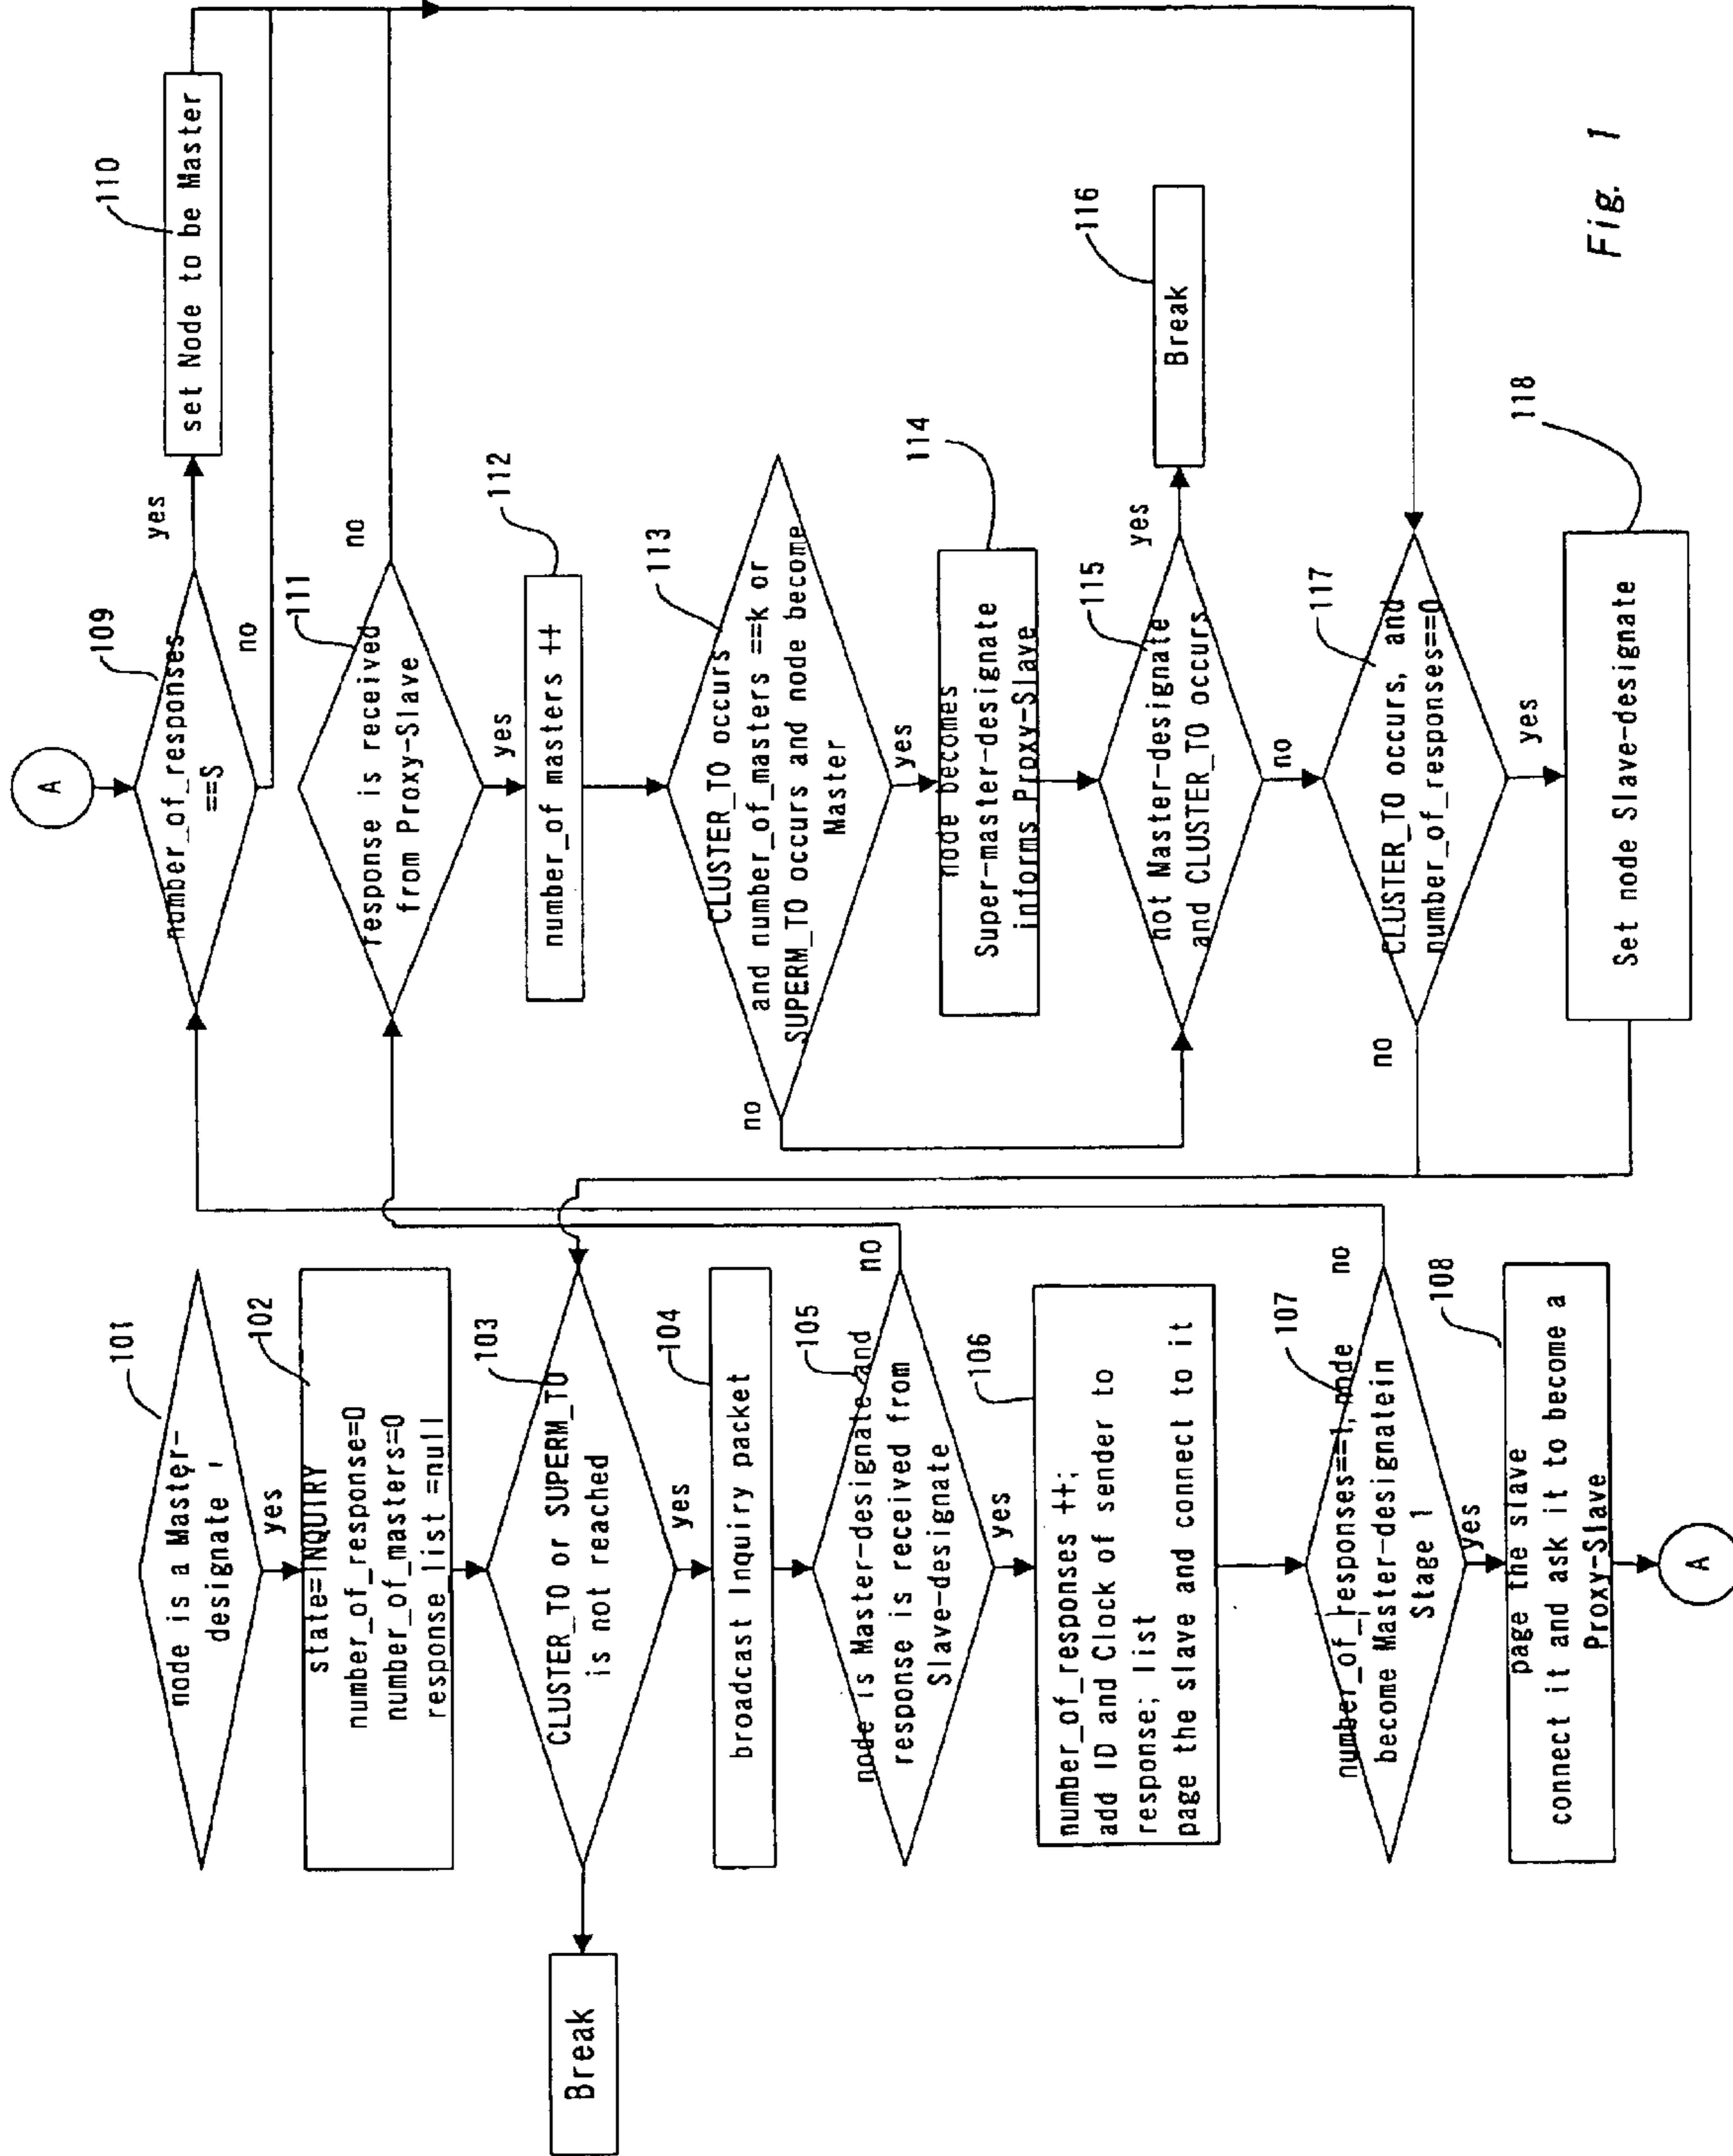 101
node is a Master-
designate '
yes
102
state=INQUIRY
number_of_response=0
number_of_masters=0
response list =null
103
CLUSTER_TO or SUPERM_TO
is not reached
Break
yes
104
broadcast Inquiry packet
105
node is Master-designate and
response is received from
Slave-designate
no
yes
106
number_of_responses ++;
add ID and Clock of sender to
response; list
page the slave and connect to it
107
number_of_responses==1, node
become Master-designatein
Stage 1
no
yes
108
page the slave
connect it and ask it to become a
Proxy-Slave
A
A
109
number_of_responses
==S
yes
no
110
set Node to be Master
111
response is received
from Proxy-Slave
no
yes
112
number_of masters ++
113
CLUSTER_TO occurs
and number_of_masters ==k or
SUPERM_TO occurs and node become
Master
no
yes
114
node becomes
Super-master-designate
informs Proxy-Slave
115
not Master-designate
and CLUSTER_TO occurs
yes
no
116
Break
117
CLUSTER_TO occurs, and
number_of_responses==0
no
yes
118
Set node Slave-designate
Fig. 1